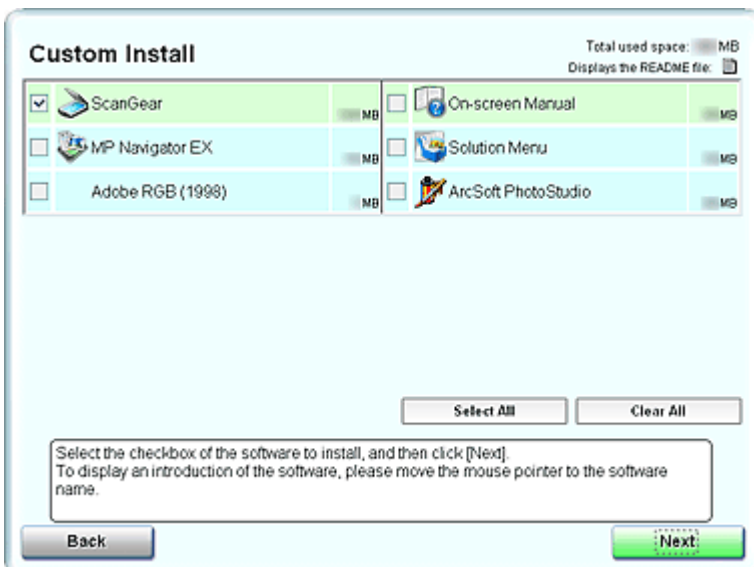 Custom Install
Total used space: MB
Displays the README file:
ScanGear MB
On-screen Manual MB
MP Navigator EX MB
Solution Menu MB
Adobe RGB (1998) MB
ArcSoft PhotoStudio MB
Select All
Clear All
Select the checkbox of the software to install, and then click [Next].
To display an introduction of the software, please move the mouse pointer to the software
name.
Back
Next